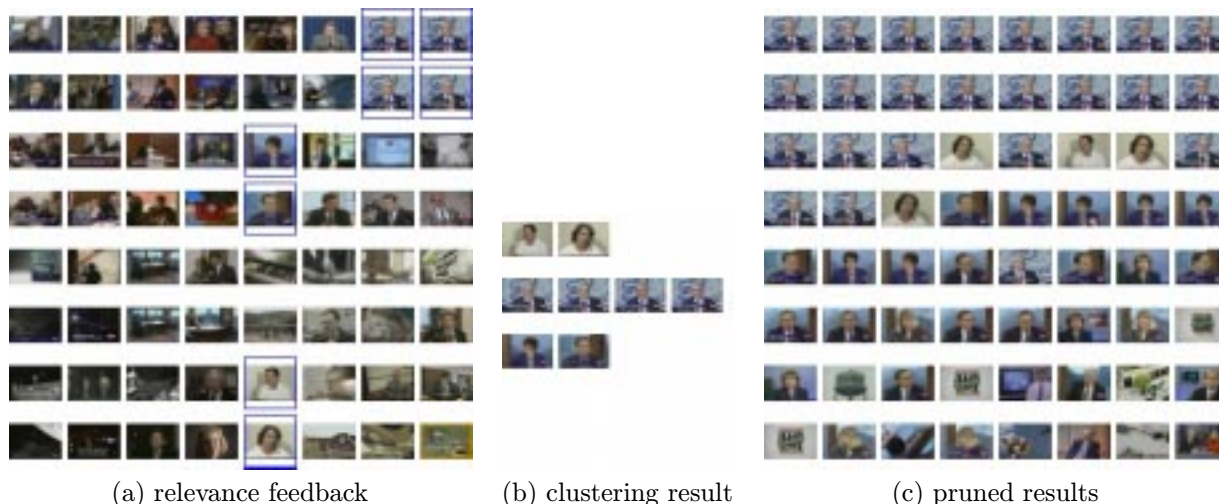 (a) relevance feedback
(b) clustering result
(c) pruned results